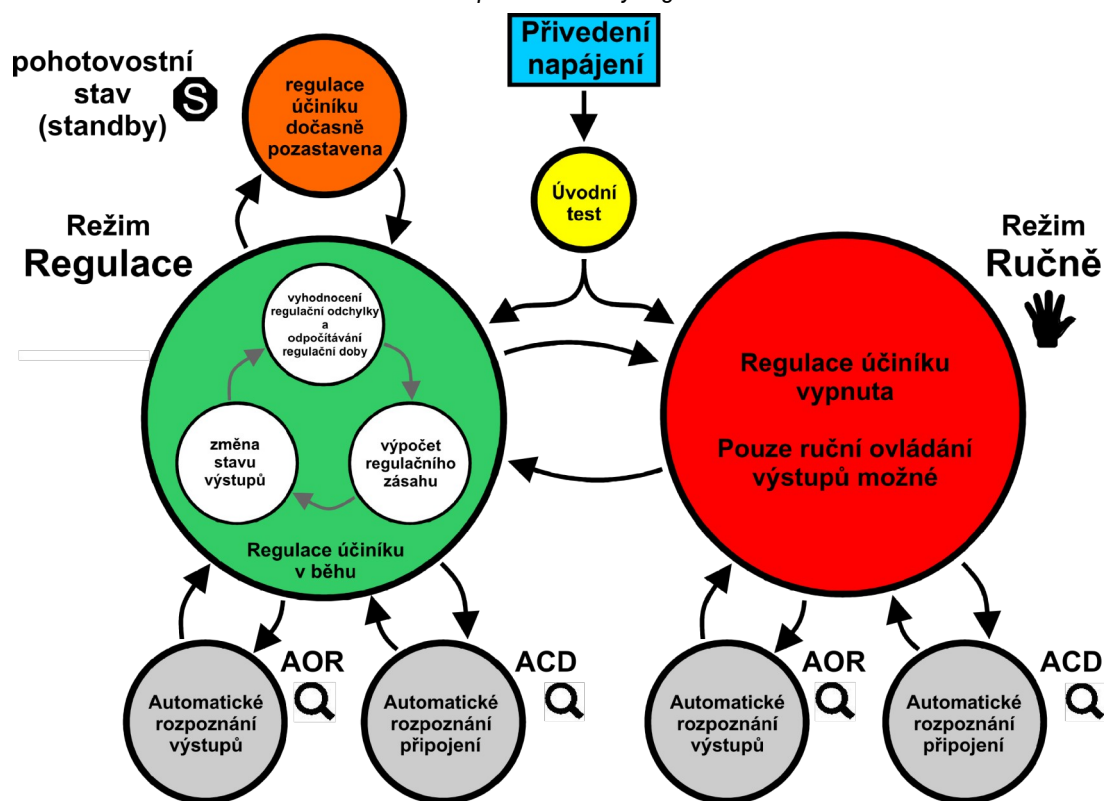 Přivedení
napájení
pohotovostní
stav
(standby)
S
regulace
účiníku
dočasně
pozastavena
Úvodní
test
Režim
Regulace
Režim
Ručně
vyhodnocení
regulační odchylky
a
odpočítávání
regulační doby
změna
stavu
výstupů
výpočet
regulačního
zásahu
Regulace účiníku
v běhu
Regulace účiníku
vypnuta
Pouze ruční ovládání
výstupů možné
AOR
Automatické
rozpoznání
výstupů
ACD
Automatické
rozpoznání
připojení
AOR
Automatické
rozpoznání
výstupů
ACD
Automatické
rozpoznání
připojení